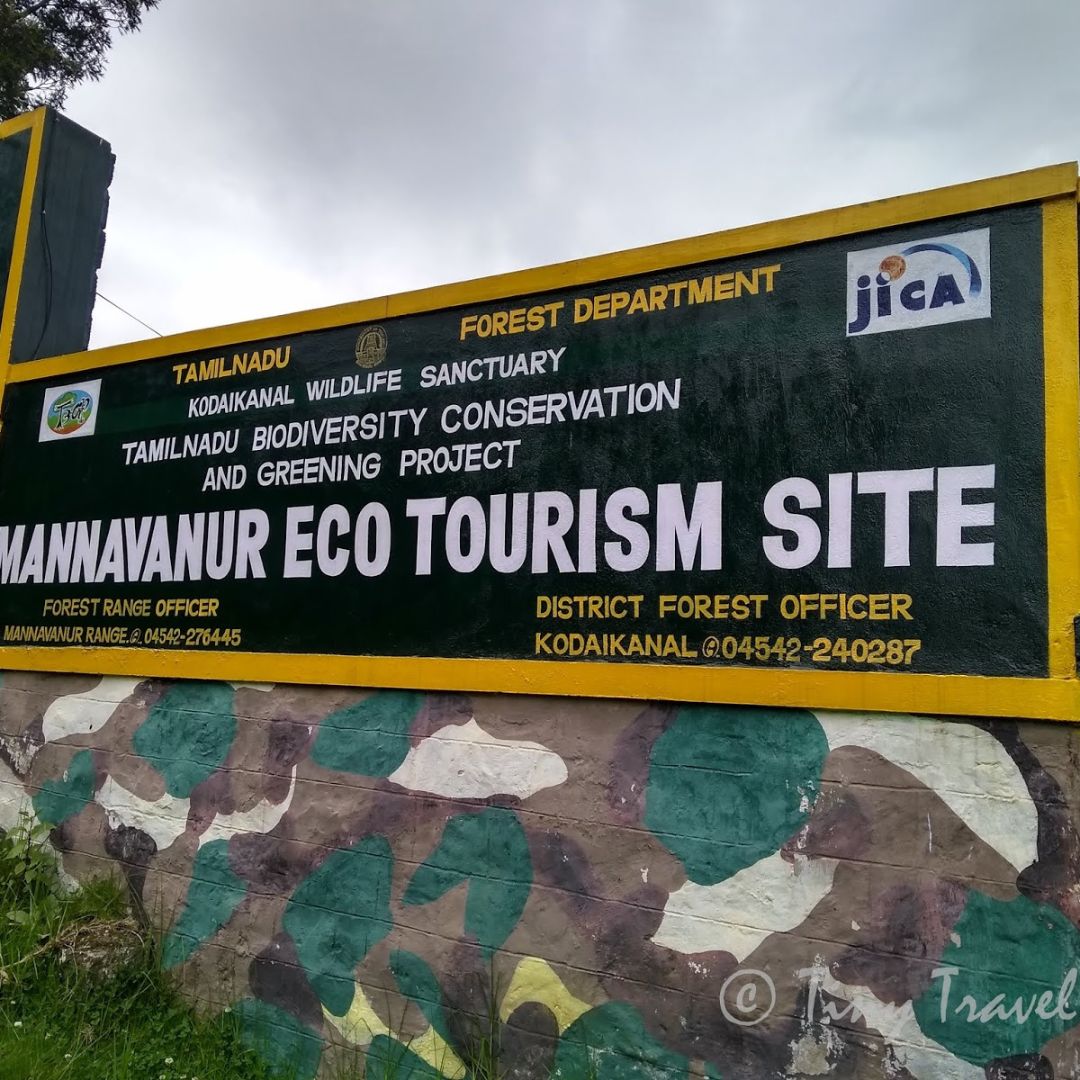 TAMILNADU FOREST DEPARTMENT
jiCA
KODAIKANAL WILDLIFE SANCTUARY
TAMILNADU BIODIVERSITY CONSERVATION
AND GREENING PROJECT
MANNAVANUR ECO TOURISM SITE
FOREST RANGE OFFICER
MANNAVANUR RANGE. 04542-276445
DISTRICT FOREST OFFICER
KODAIKANAL 04542-240287
© Tiny Travel